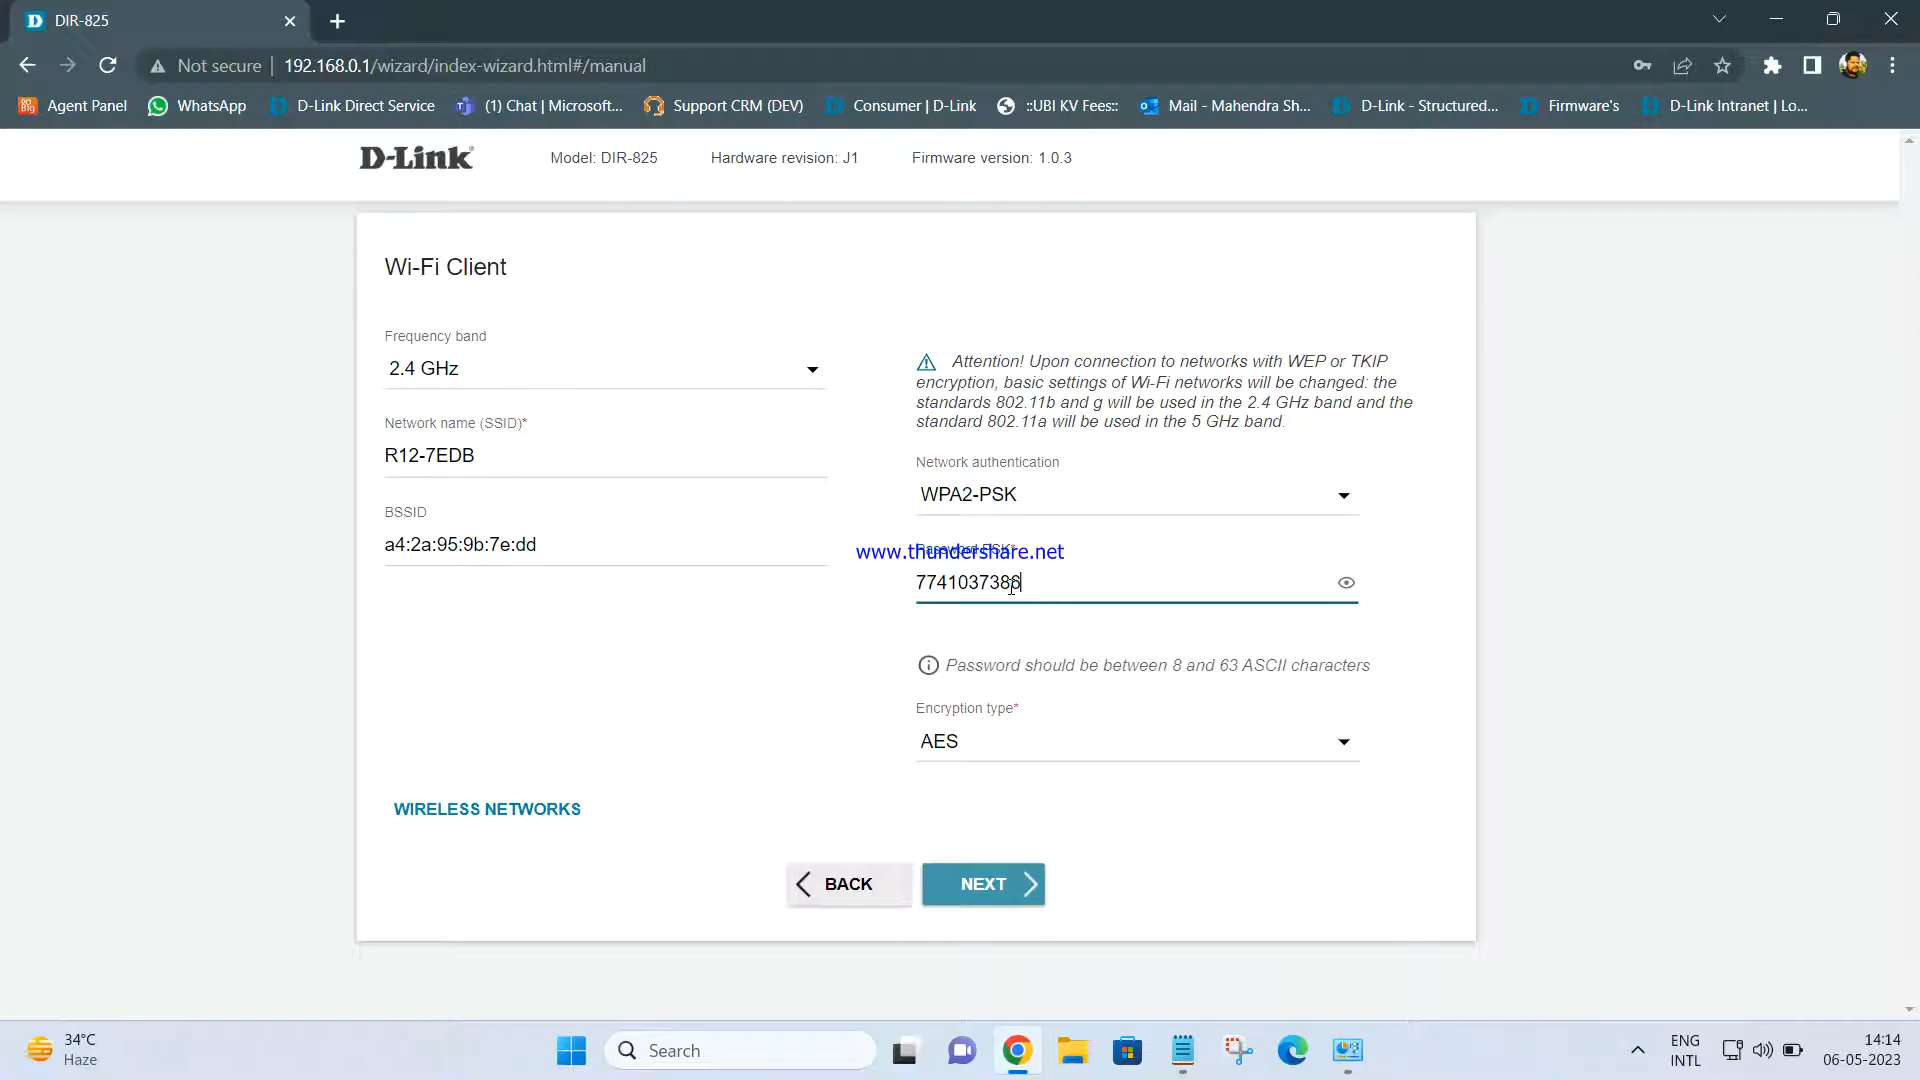 DIR-825
Not secure
192.168.0.1/wizard/index-wizard.html#/manual
Agent Panel
WhatsApp
D-Link Direct Service
(1) Chat | Microsoft...
Support CRM (DEV)
Consumer | D-Link
::UBI KV Fees::
Mail - Mahendra Sh...
D-Link - Structured...
Firmware's
D-Link Intranet | Lo...
D-Link
Model: DIR-825
Hardware revision: J1
Firmware version: 1.0.3
Wi-Fi Client
Frequency band
2.4 GHz
Network name (SSID)*
R12-7EDB
BSSID
a4:2a:95:9b:7e:dd
WIRELESS NETWORKS
Attention! Upon connection to networks with WEP or TKIP
encryption, basic settings of Wi-Fi networks will be changed: the
standards 802.11b and g will be used in the 2.4 GHz band and the
standard 802.11a will be used in the 5 GHz band.
Network authentication
WPA2-PSK
Password PSK*
www.thundershare.net
7741037386
Password should be between 8 and 63 ASCII characters
Encryption type*
AES
BACK
NEXT
34°C
Haze
Search
ENG
INTL
14:14
06-05-2023